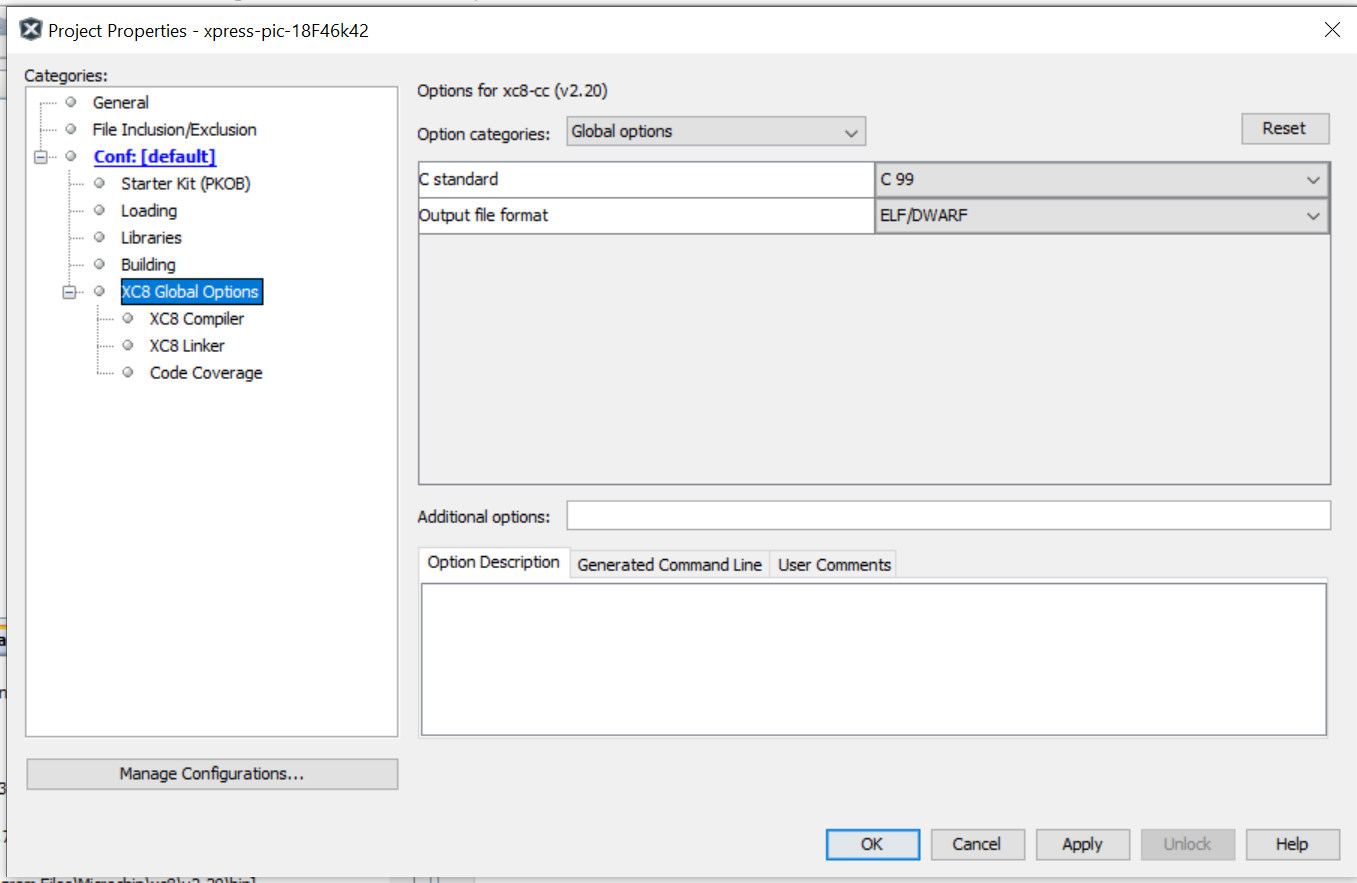 Project Properties - xpress-pic-18F46k42
Categories:
General
File Inclusion/Exclusion
Conf: [default]
Starter Kit (PKOB)
Loading
Libraries
Building
XC8 Global Options
XC8 Compiler
XC8 Linker
Code Coverage
Manage Configurations...
Options for xc8-cc (v2.20)
Option categories: Global options Reset
C standard C 99
Output file format ELF/DWARF
Additional options:
Option Description Generated Command Line User Comments
OK Cancel Apply Unlock Help